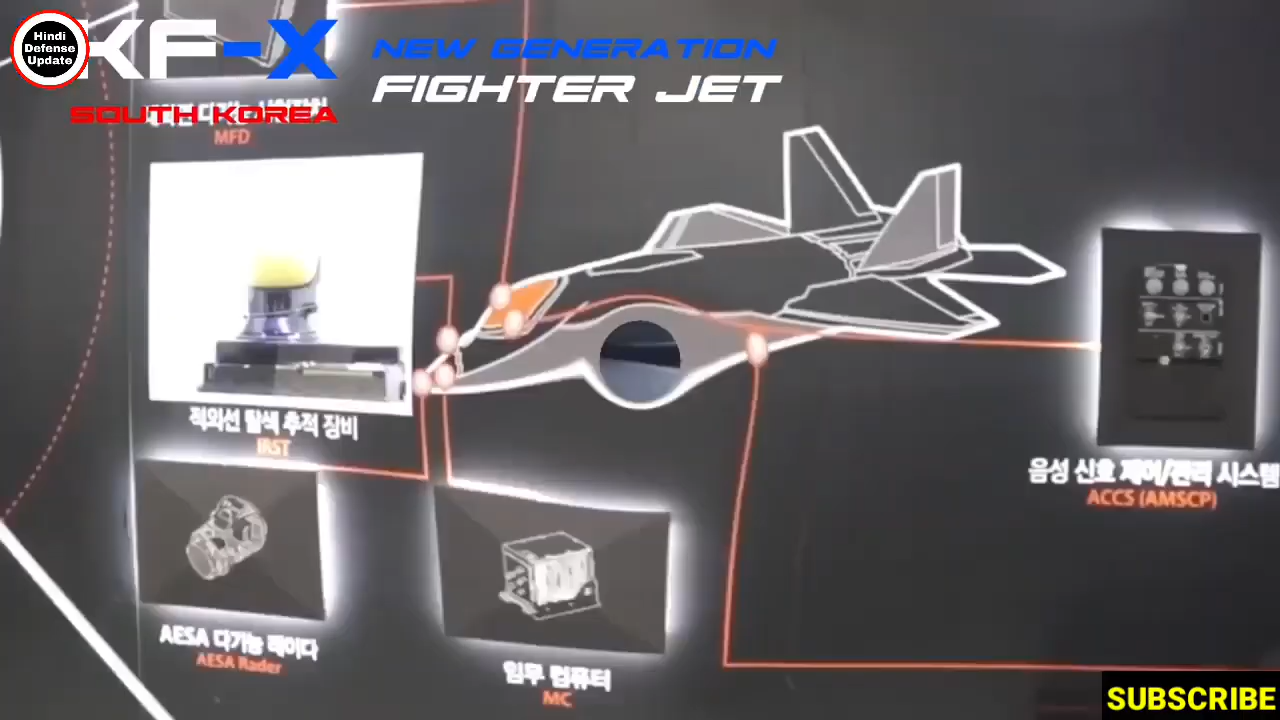 Hindi
Defense
Update
KF-X
SOUTH KOREA
NEW GENERATION
FIGHTER JET
MFD
적외선 탐색 추적 장비
IRST
AESA 다기능 레이다
AESA Rader
임무 컴퓨터
MC
음성 신호 제어/관리 시스템
ACCS (AMSCP)
SUBSCRIBE